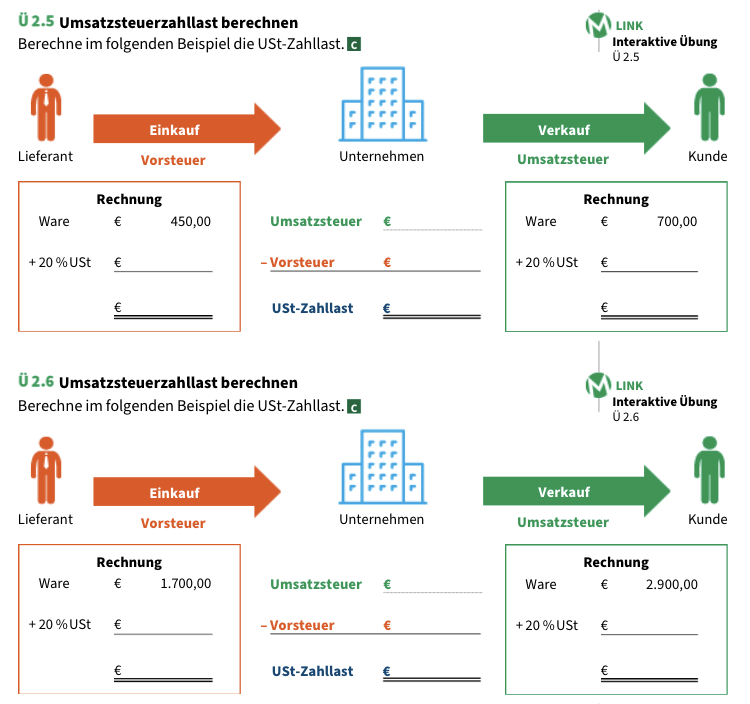 Ü 2.5 Umsatzsteuerzahllast berechnen
Berechne im folgenden Beispiel die USt-Zahllast. C
LINK
Interaktive Übung
Ü 2.5
Einkauf
Verkauf
Lieferant
Vorsteuer
Unternehmen
Umsatzsteuer
Kunde
Rechnung
Ware € 450,00
+ 20 % USt €
€
Umsatzsteuer €
– Vorsteuer €
USt-Zahllast €
Rechnung
Ware € 700,00
+ 20 % USt €
€
Ü 2.6 Umsatzsteuerzahllast berechnen
Berechne im folgenden Beispiel die USt-Zahllast. C
LINK
Interaktive Übung
Ü 2.6
Einkauf
Verkauf
Lieferant
Vorsteuer
Unternehmen
Umsatzsteuer
Kunde
Rechnung
Ware € 1.700,00
+ 20 % USt €
€
Umsatzsteuer €
– Vorsteuer €
USt-Zahllast €
Rechnung
Ware € 2.900,00
+ 20 % USt €
€